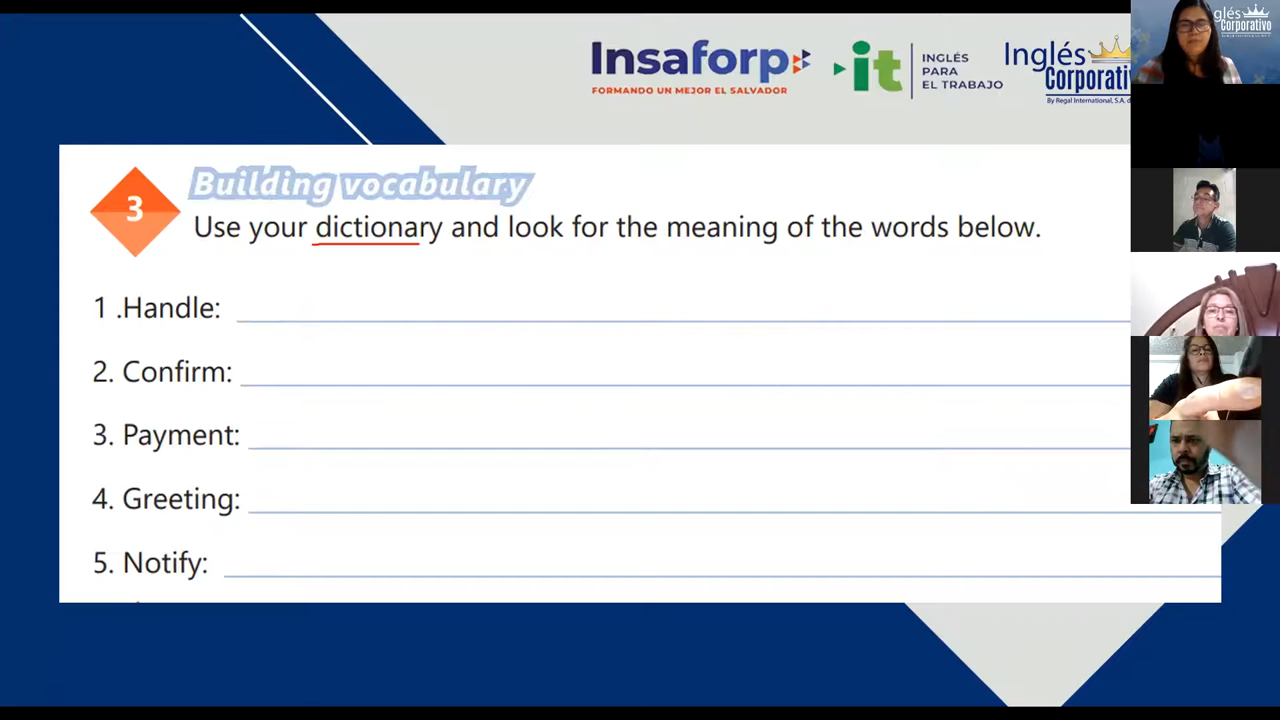 Insaforp
FORMANDO UN MEJOR EL SALVADOR
it
INGLÉS
PARA
EL TRABAJO
Inglés
Corporati
By Regal International, S.A. d
glés
Corporativo
3
Building vocabulary
Use your dictionary and look for the meaning of the words below.
1 .Handle:
2. Confirm:
3. Payment:
4. Greeting:
5. Notify: